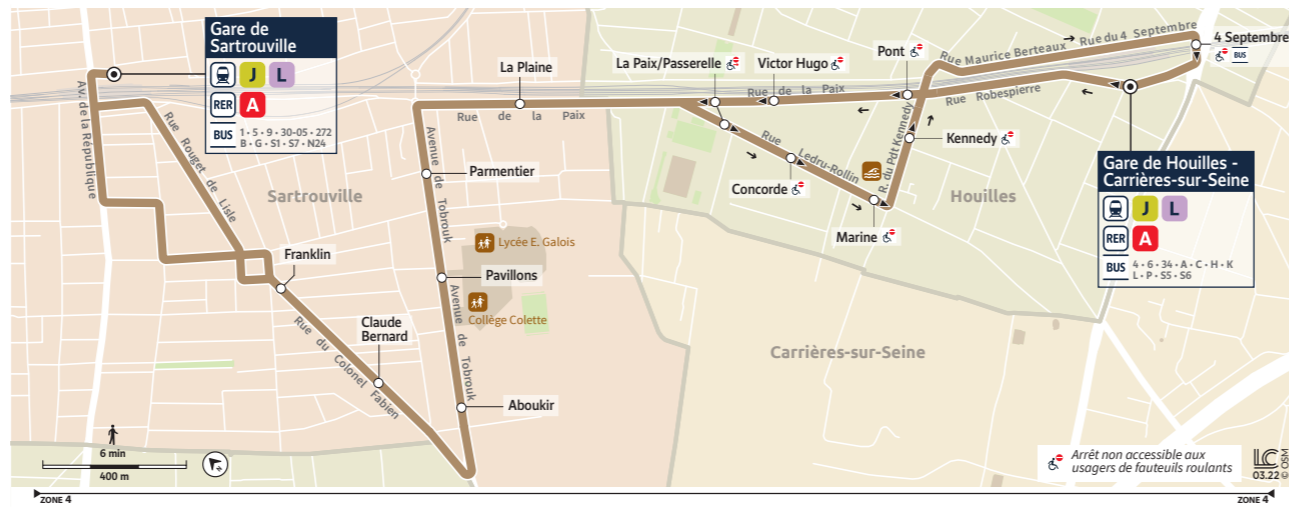 Gare de
Sartrouville
J L
RER A
BUS 1 • 5 • 9 • 30-05 • 272
B • G • S1 • S7 • N24
Av. de la République
Rue Rouget de Lisle
Sartrouville
Franklin
Claude
Bernard
Rue du Colonel Fabien
La Plaine
Rue de la Paix
Avenue de Tobrouk
Parmentier
Lycée E. Galois
Pavillons
Collège Colette
Avenue de Tobrouk
Aboukir
La Paix/Passerelle
Victor Hugo
Rue de la Paix
Pont
Rue Maurice Berteaux
Rue du 4 Septembre
4 Septembre
BUS
Rue Robespierre
Rue Ledru-Rollin
R. du Pdt Kennedy
Kennedy
Concorde
Marine
Houilles
Gare de Houilles -
Carrières-sur-Seine
J L
RER A
BUS 4 • 6 • 34 • A • C • H • K
L • P • S5 • S6
Carrières-sur-Seine
6 min
400 m
Arrêt non accessible aux
usagers de fauteuils roulants
LC
03.22 © OSM
ZONE 4
ZONE 4